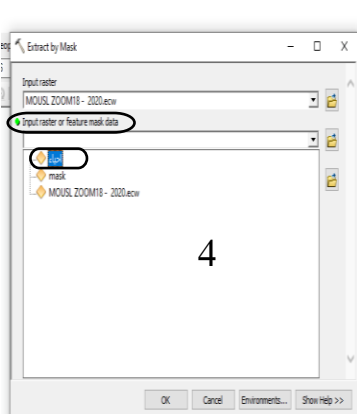 Extract by Mask
Input raster
MOUSL ZOOM18 - 2020.ecw
Input raster or feature mask data
mask
MOUSL ZOOM18 - 2020.ecw
4
OK Cancel Environments... Show Help >>